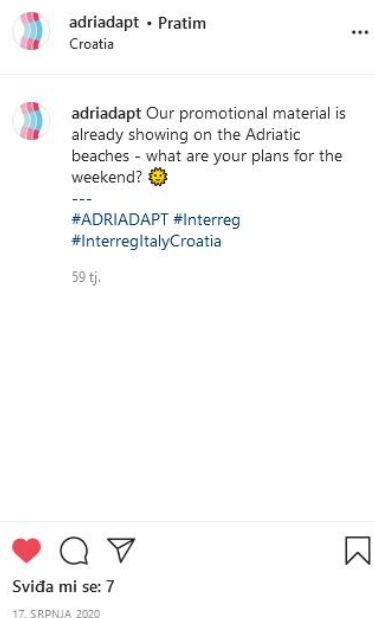 adriadapt • Pratim
Croatia
adriadapt Our promotional material is
already showing on the Adriatic
beaches - what are your plans for the
weekend? 🌞
---
#ADRIADAPT #Interreg
#InterregItalyCroatia
59 tj.
Sviđa mi se: 7
17. SRPNJA 2020